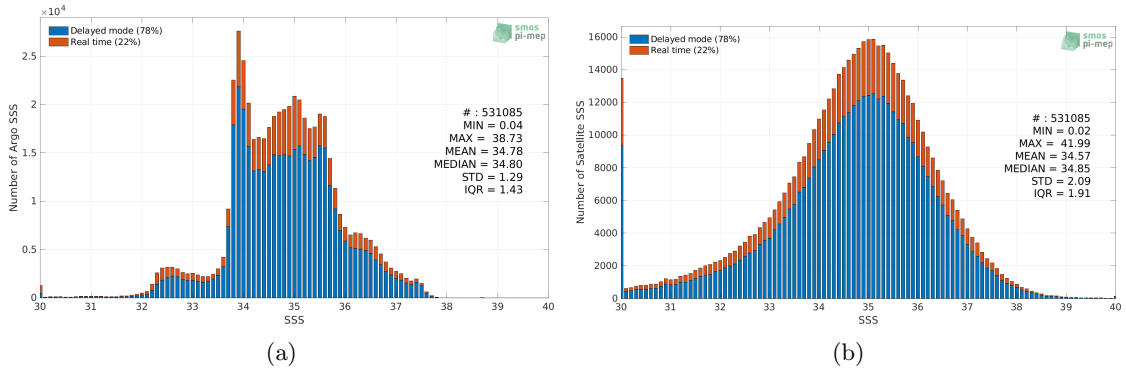 ×10⁴
Delayed mode (78%)
Real time (22%)
smos
pi-mep
# : 531085
MIN = 0.04
MAX = 38.73
MEAN = 34.78
MEDIAN = 34.80
STD = 1.29
IQR = 1.43
Number of Argo SSS
2.5
2
1.5
1
0.5
0
30 31 32 33 34 35 36 37 38 39 40
SSS
(a)
Delayed mode (78%)
Real time (22%)
smos
pi-mep
# : 531085
MIN = 0.02
MAX = 41.99
MEAN = 34.57
MEDIAN = 34.85
STD = 2.09
IQR = 1.91
Number of Satellite SSS
16000
14000
12000
10000
8000
6000
4000
2000
0
30 31 32 33 34 35 36 37 38 39 40
SSS
(b)